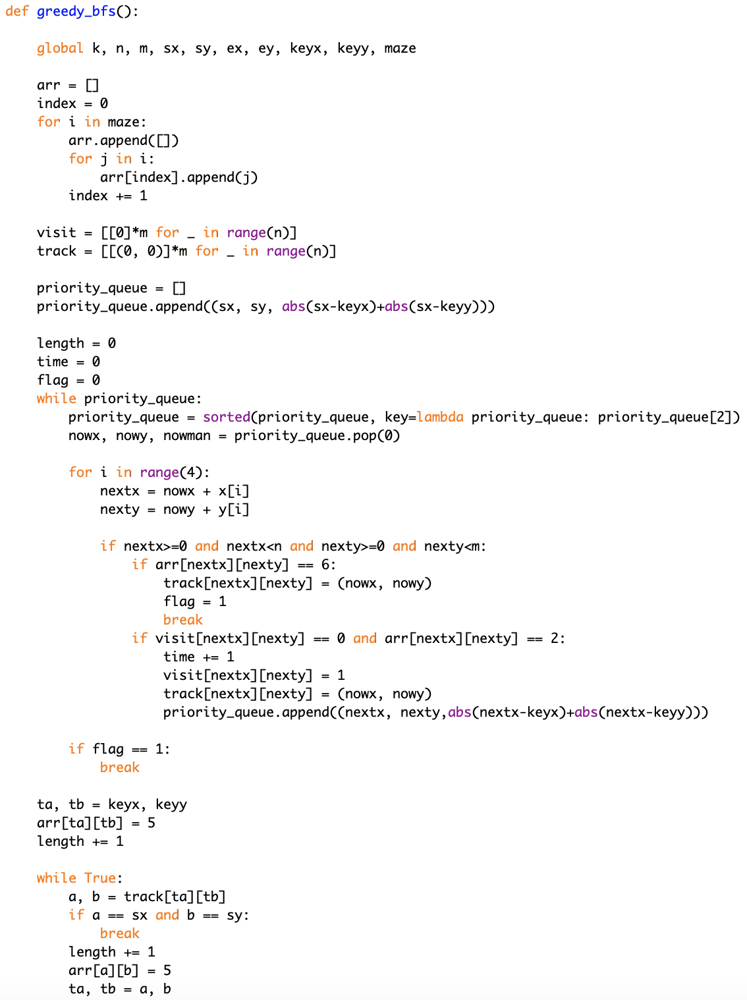 def greedy_bfs():
    global k, n, m, sx, sy, ex, ey, keyx, keyy, maze
    arr = []
    index = 0
    for i in maze:
        arr.append([])
        for j in i:
            arr[index].append(j)
        index += 1
    visit = [[0]*m for _ in range(n)]
    track = [[(0, 0)]*m for _ in range(n)]
    priority_queue = []
    priority_queue.append((sx, sy, abs(sx-keyx)+abs(sx-keyy)))
    length = 0
    time = 0
    flag = 0
    while priority_queue:
        priority_queue = sorted(priority_queue, key=lambda priority_queue: priority_queue[2])
        nowx, nowy, nowman = priority_queue.pop(0)
        for i in range(4):
            nextx = nowx + x[i]
            nexty = nowy + y[i]
            if nextx>=0 and nextx<n and nexty>=0 and nexty<m:
                if arr[nextx][nexty] == 6:
                    track[nextx][nexty] = (nowx, nowy)
                    flag = 1
                    break
                if visit[nextx][nexty] == 0 and arr[nextx][nexty] == 2:
                    time += 1
                    visit[nextx][nexty] = 1
                    track[nextx][nexty] = (nowx, nowy)
                    priority_queue.append((nextx, nexty,abs(nextx-keyx)+abs(nextx-keyy)))
        if flag == 1:
            break
    ta, tb = keyx, keyy
    arr[ta][tb] = 5
    length += 1
    while True:
        a, b = track[ta][tb]
        if a == sx and b == sy:
            break
        length += 1
        arr[a][b] = 5
        ta, tb = a, b